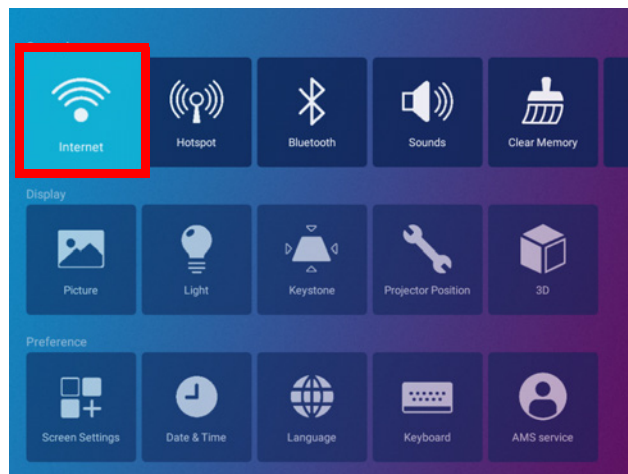 Internet
Hotspot
Bluetooth
Sounds
Clear Memory
Display
Picture
Light
Keystone
Projector Position
3D
Preference
Screen Settings
Date & Time
Language
Keyboard
AMS service